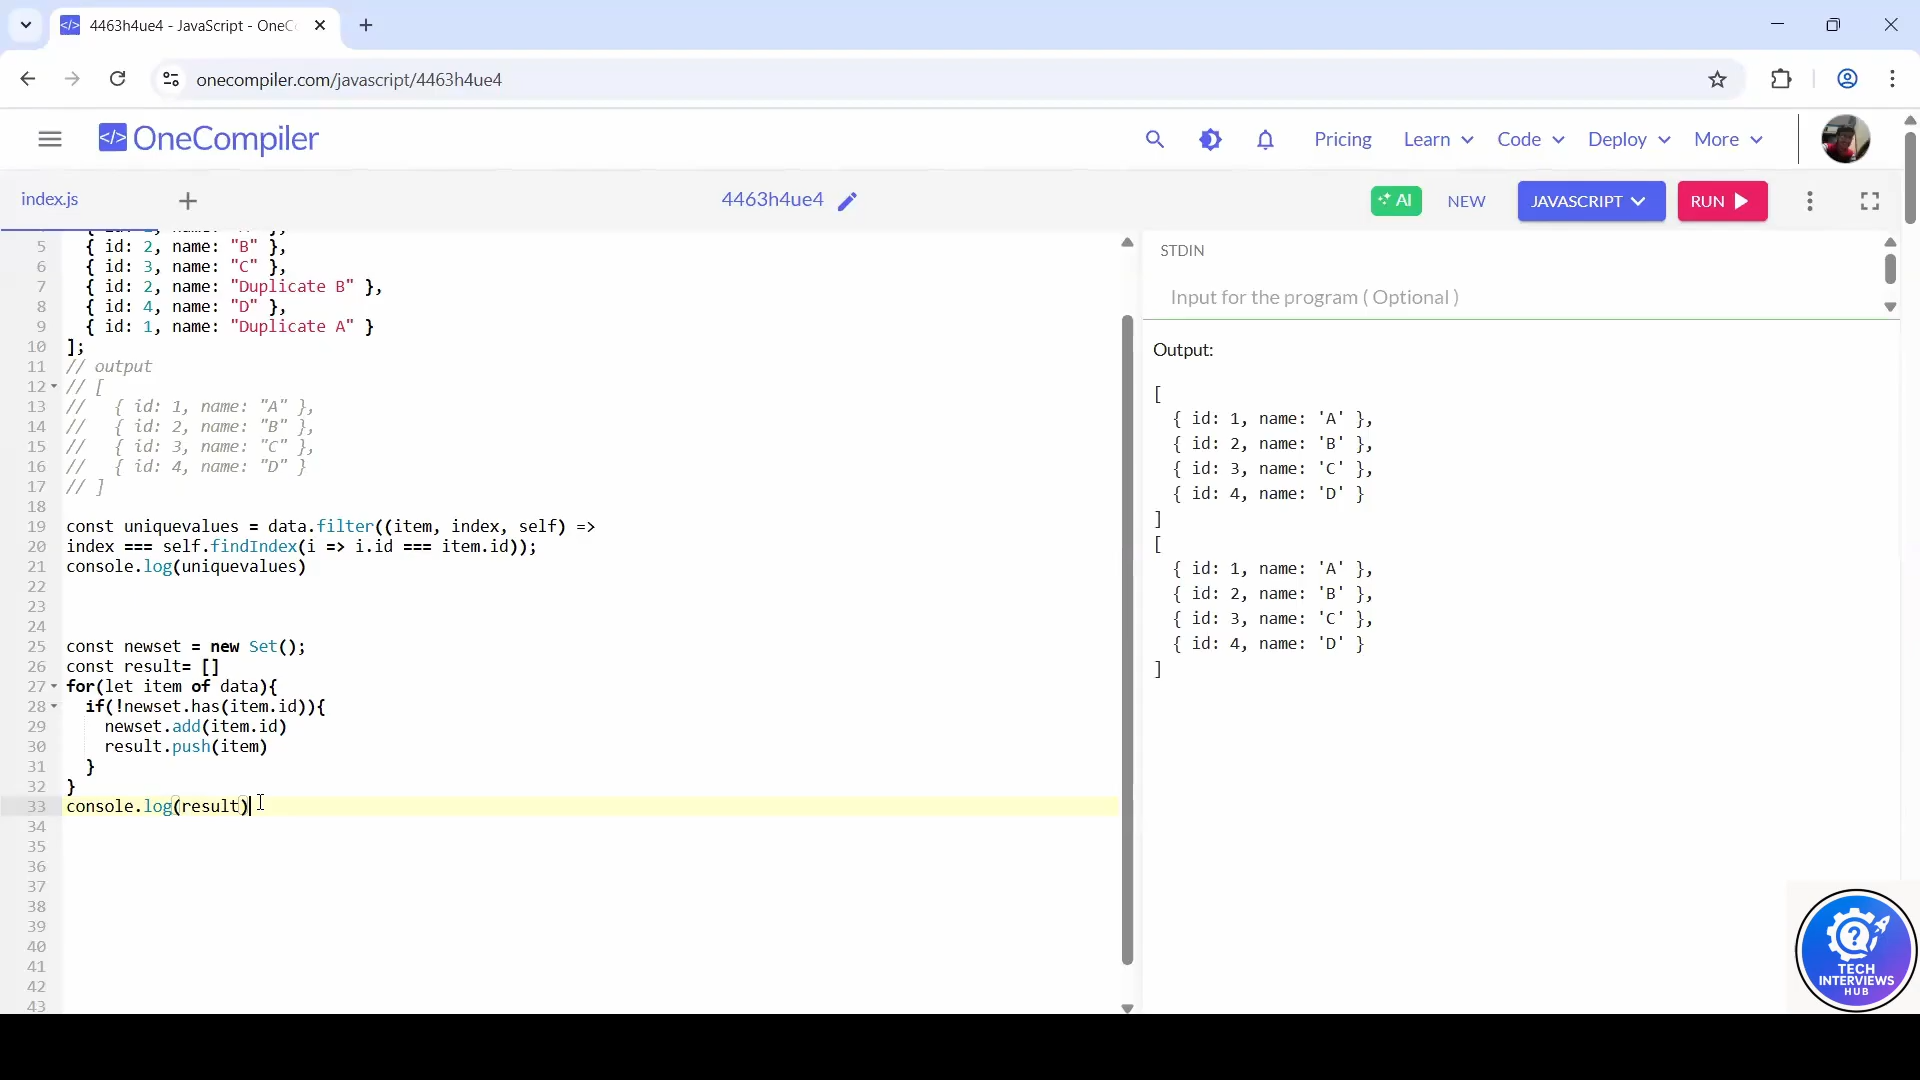 4463h4ue4 - JavaScript - OneC
onecompiler.com/javascript/4463h4ue4
</> OneCompiler
Pricing
Learn
Code
Deploy
More
index.js
4463h4ue4
AI
NEW
JAVASCRIPT
RUN
5 { id: 2, name: "B" },
6 { id: 3, name: "C" },
7 { id: 2, name: "Duplicate B" },
8 { id: 4, name: "D" },
9 { id: 1, name: "Duplicate A" }
10 ];
11 // output
12 // [
13 //   { id: 1, name: "A" },
14 //   { id: 2, name: "B" },
15 //   { id: 3, name: "C" },
16 //   { id: 4, name: "D" }
17 // ]
18
19 const uniquevalues = data.filter((item, index, self) =>
20 index === self.findIndex(i => i.id === item.id));
21 console.log(uniquevalues)
22
23
24
25 const newset = new Set();
26 const result= []
27 for(let item of data){
28   if(!newset.has(item.id)){
29     newset.add(item.id)
30     result.push(item)
31   }
32 }
33 console.log(result)
34
35
36
37
38
39
40
41
42
43
STDIN
Input for the program ( Optional )
Output:
[
  { id: 1, name: 'A' },
  { id: 2, name: 'B' },
  { id: 3, name: 'C' },
  { id: 4, name: 'D' }
]
[
  { id: 1, name: 'A' },
  { id: 2, name: 'B' },
  { id: 3, name: 'C' },
  { id: 4, name: 'D' }
]
?
TECH
INTERVIEWS
HUB